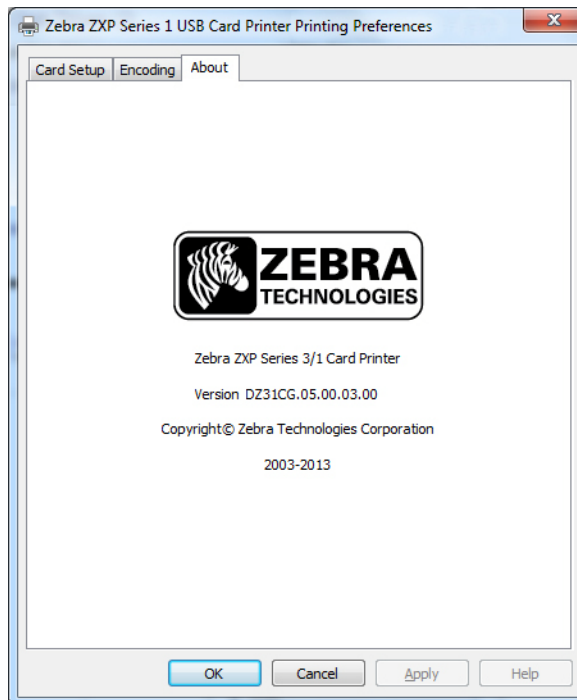 Zebra ZXP Series 1 USB Card Printer Printing Preferences
Card Setup Encoding About
ZEBRA
TECHNOLOGIES
Zebra ZXP Series 3/1 Card Printer
Version DZ31CG.05.00.03.00
Copyright© Zebra Technologies Corporation
2003-2013
OK Cancel Apply Help